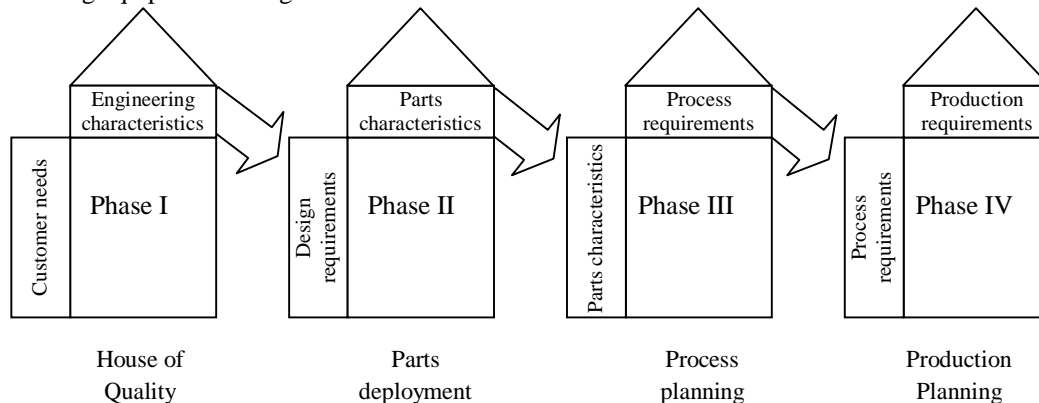 Engineering
characteristics
Customer needs
Phase I
House of
Quality
Parts
characteristics
Design
requirements
Phase II
Parts
deployment
Process
requirements
Parts characteristics
Phase III
Process
planning
Production
requirements
Process
requirements
Phase IV
Production
Planning